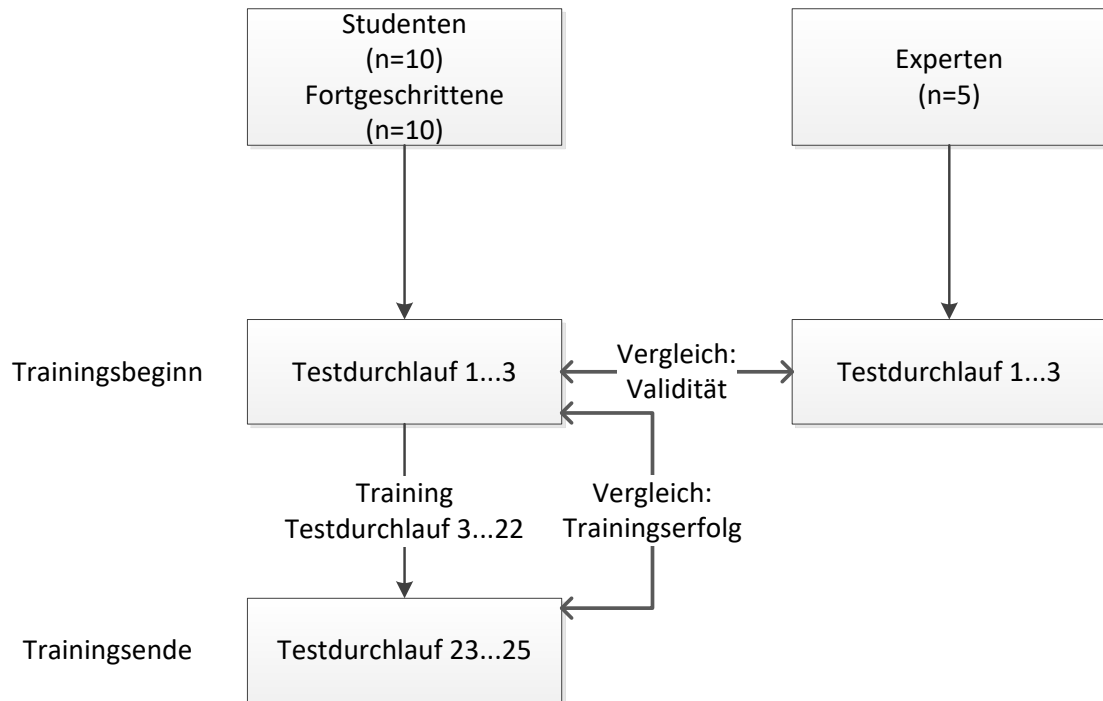 Studenten
(n=10)
Fortgeschrittene
(n=10)
Experten
(n=5)
Trainingsbeginn
Testdurchlauf 1...3
Vergleich:
Validität
Testdurchlauf 1...3
Training
Testdurchlauf 3...22
Vergleich:
Trainingserfolg
Trainingsende
Testdurchlauf 23...25